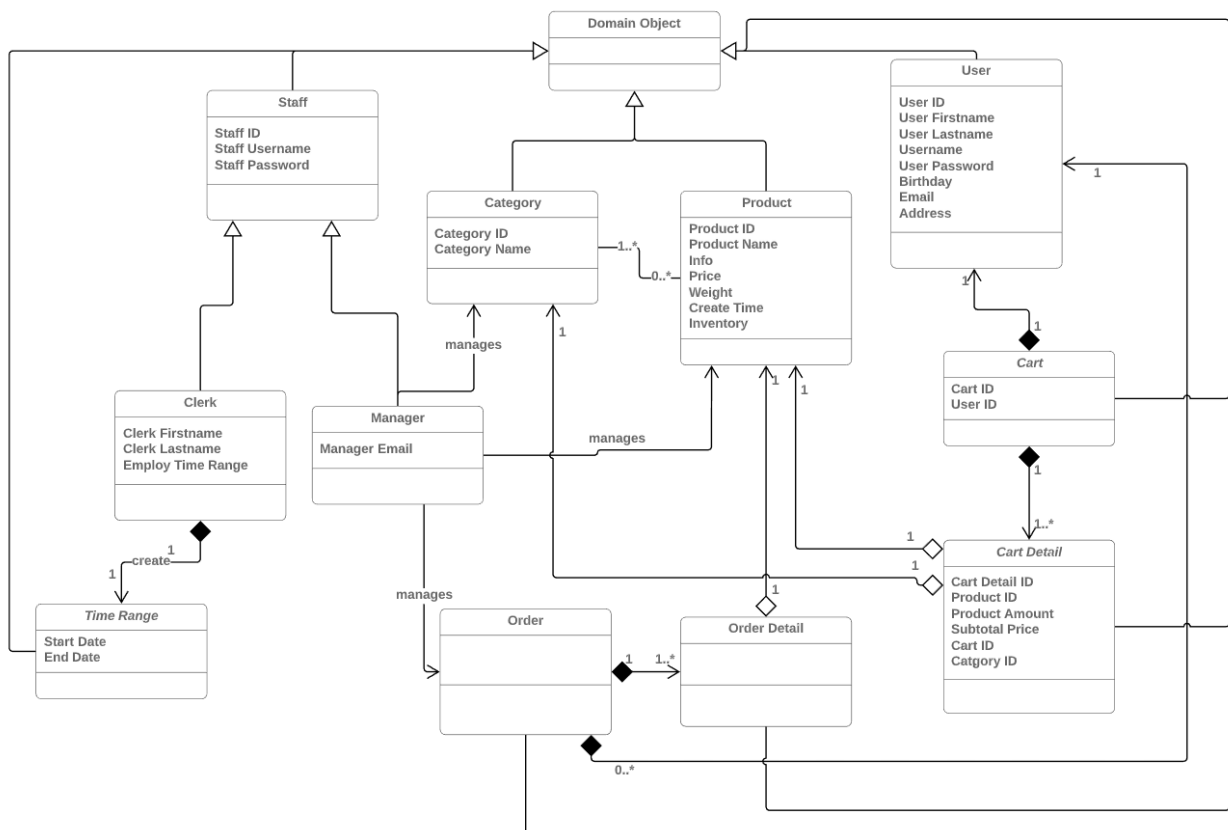 Domain Object
User
User ID
User Firstname
User Lastname
Username
User Password
Birthday
Email
Address
Staff
Staff ID
Staff Username
Staff Password
Category
Category ID
Category Name
Product
Product ID
Product Name
Info
Price
Weight
Create Time
Inventory
1..*
0..*
1
1
1
manages
1
1
1
Cart
Cart ID
User ID
Clerk
Clerk Firstname
Clerk Lastname
Employ Time Range
Manager
Manager Email
manages
1
1..*
1
create
1
1
1
manages
1
Cart Detail
Cart Detail ID
Product ID
Product Amount
Subtotal Price
Cart ID
Catgory ID
Time Range
Start Date
End Date
Order
Order Detail
1
1..*
0..*